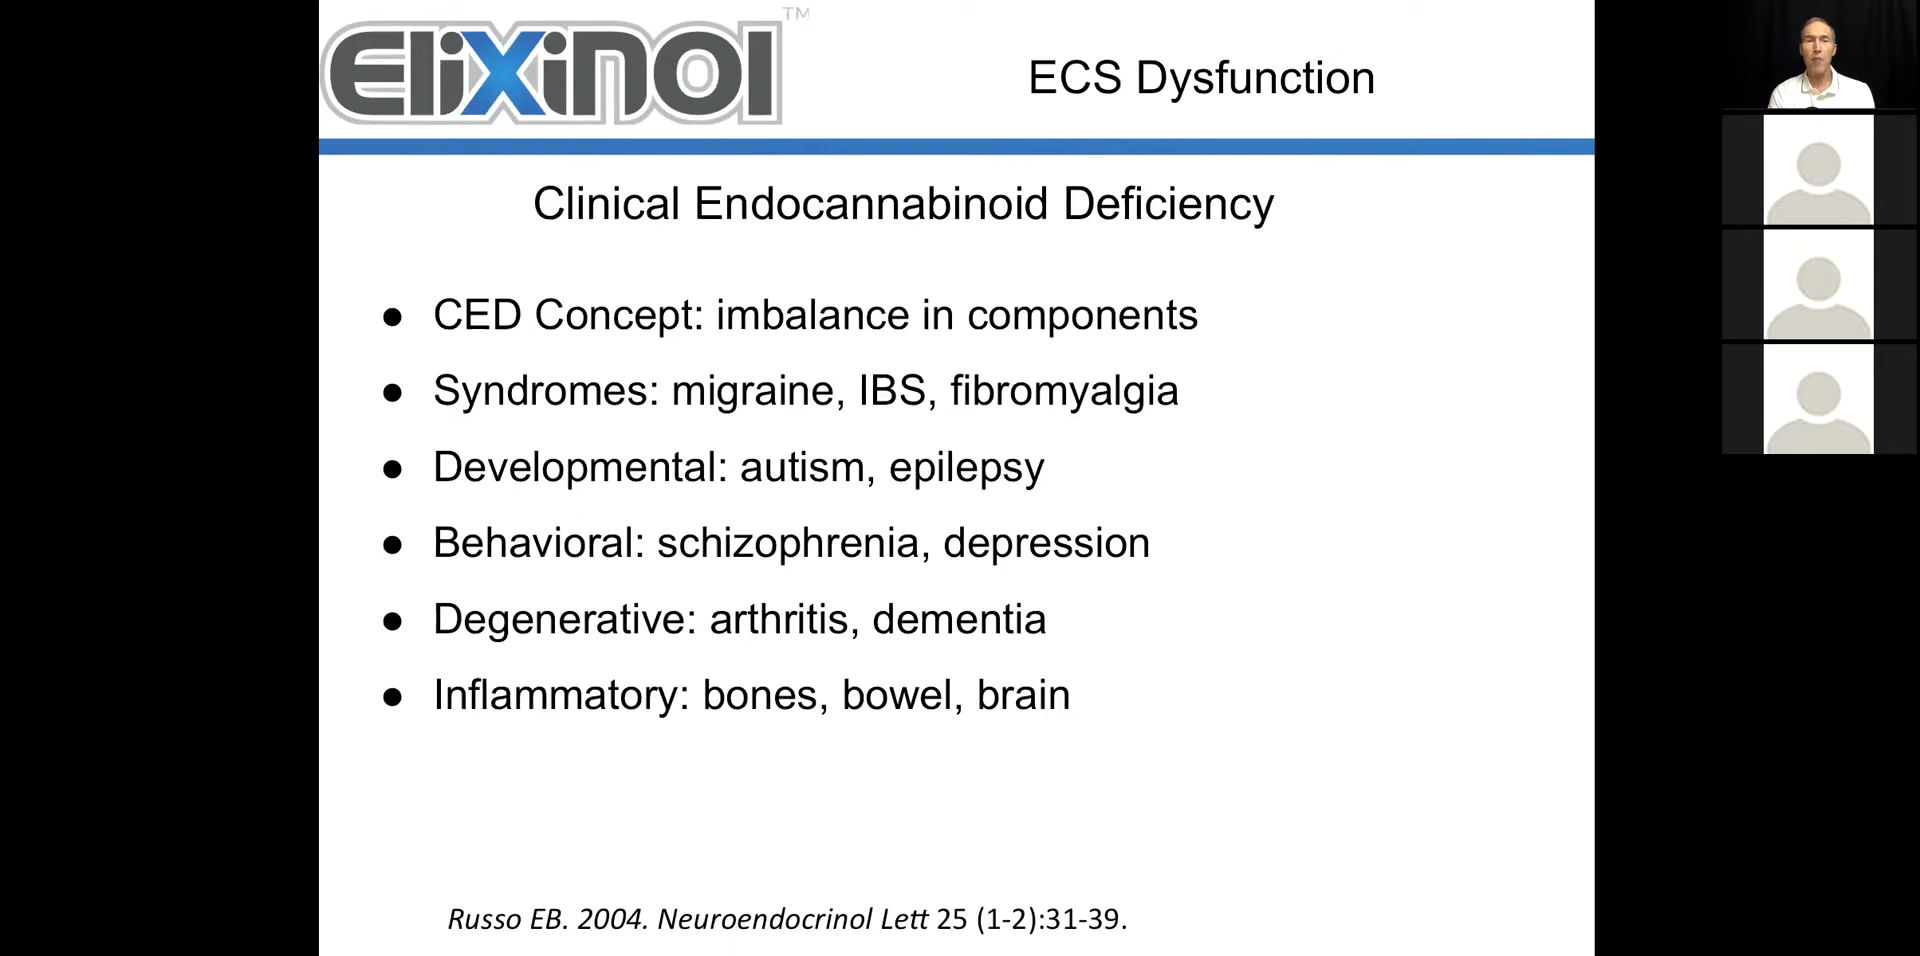 EliXinol TM
ECS Dysfunction
Clinical Endocannabinoid Deficiency
● CED Concept: imbalance in components
● Syndromes: migraine, IBS, fibromyalgia
● Developmental: autism, epilepsy
● Behavioral: schizophrenia, depression
● Degenerative: arthritis, dementia
● Inflammatory: bones, bowel, brain
Russo EB. 2004. Neuroendocrinol Lett 25 (1-2):31-39.